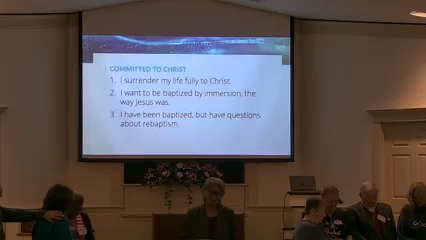 COMMITTED TO CHRIST
1. I surrender my life fully to Christ.
2. I want to be baptized by immersion, the
way Jesus was.
3. I have been baptized, but have questions
about rebaptism.